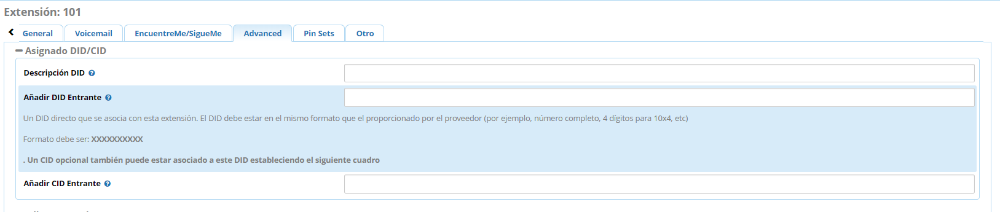 Extensión: 101
General Voicemail EncuentreMe/SigueMe Advanced Pin Sets Otro
Asignado DID/CID
Descripción DID
Añadir DID Entrante
Un DID directo que se asocia con esta extensión. El DID debe estar en el mismo formato que el proporcionado por el proveedor (por ejemplo, número completo, 4 dígitos para 10x4, etc)
Formato debe ser: XXXXXXXXXX
. Un CID opcional también puede estar asociado a este DID estableciendo el siguiente cuadro
Añadir CID Entrante